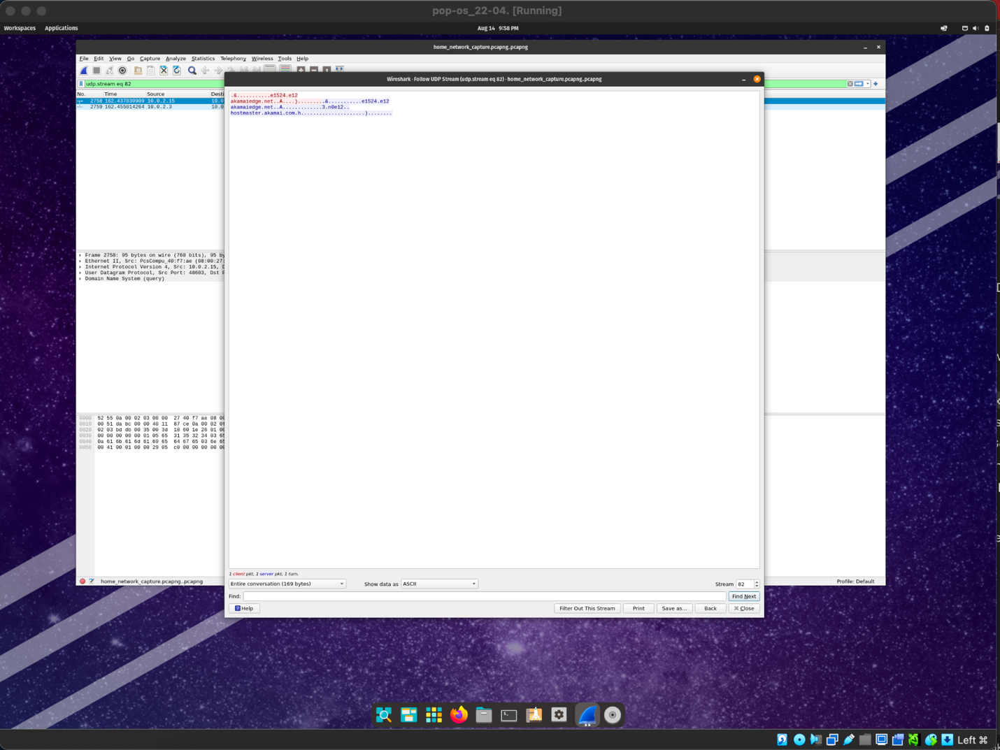 pop-os_22-04. [Running]
Workspaces Applications Aug 14 9:58 PM
home_network_capture.pcapng..pcapng
File Edit View Go Capture Analyze Statistics Telephony Wireless Tools Help
Wireshark · Follow UDP Stream (udp.stream eq 82) · home_network_capture.pcapng..pcapng
udp.stream eq 82
No. Time Source Desti
2758 162.437839909 10.0.2.15 10.0
2759 162.455014264 10.0.2.3 10.0
.&...........e1524.e12
akamaiedge.net..A....).........&...........e1524.e12
akamaiedge.net..A.............3.n0e12..
hostmaster.akamai.com.h.....................)........
Frame 2758: 95 bytes on wire (760 bits), 95 by
Ethernet II, Src: PcsCompu_40:f7:ae (08:00:27:
Internet Protocol Version 4, Src: 10.0.2.15, D
User Datagram Protocol, Src Port: 48603, Dst P
Domain Name System (query)
0000 52 55 0a 00 02 03 08 00 27 40 f7 ae 08 00
0010 00 51 da bc 00 00 40 11 87 ce 0a 00 02 0f
0020 02 03 bd db 00 35 00 3d 18 60 1e 26 01 00
0030 00 00 00 00 00 01 05 65 31 35 32 34 03 65
0040 0a 61 6b 61 6d 61 69 65 64 67 65 03 6e 65
0050 00 41 00 01 00 00 29 05 c0 00 00 00 00 00
1 client pkt, 1 server pkt, 1 turn.
Entire conversation (169 bytes) Show data as ASCII Stream 82
Find: Find Next
Help Filter Out This Stream Print Save as... Back Close
home_network_capture.pcapng..pcapng Profile: Default
Left ⌘